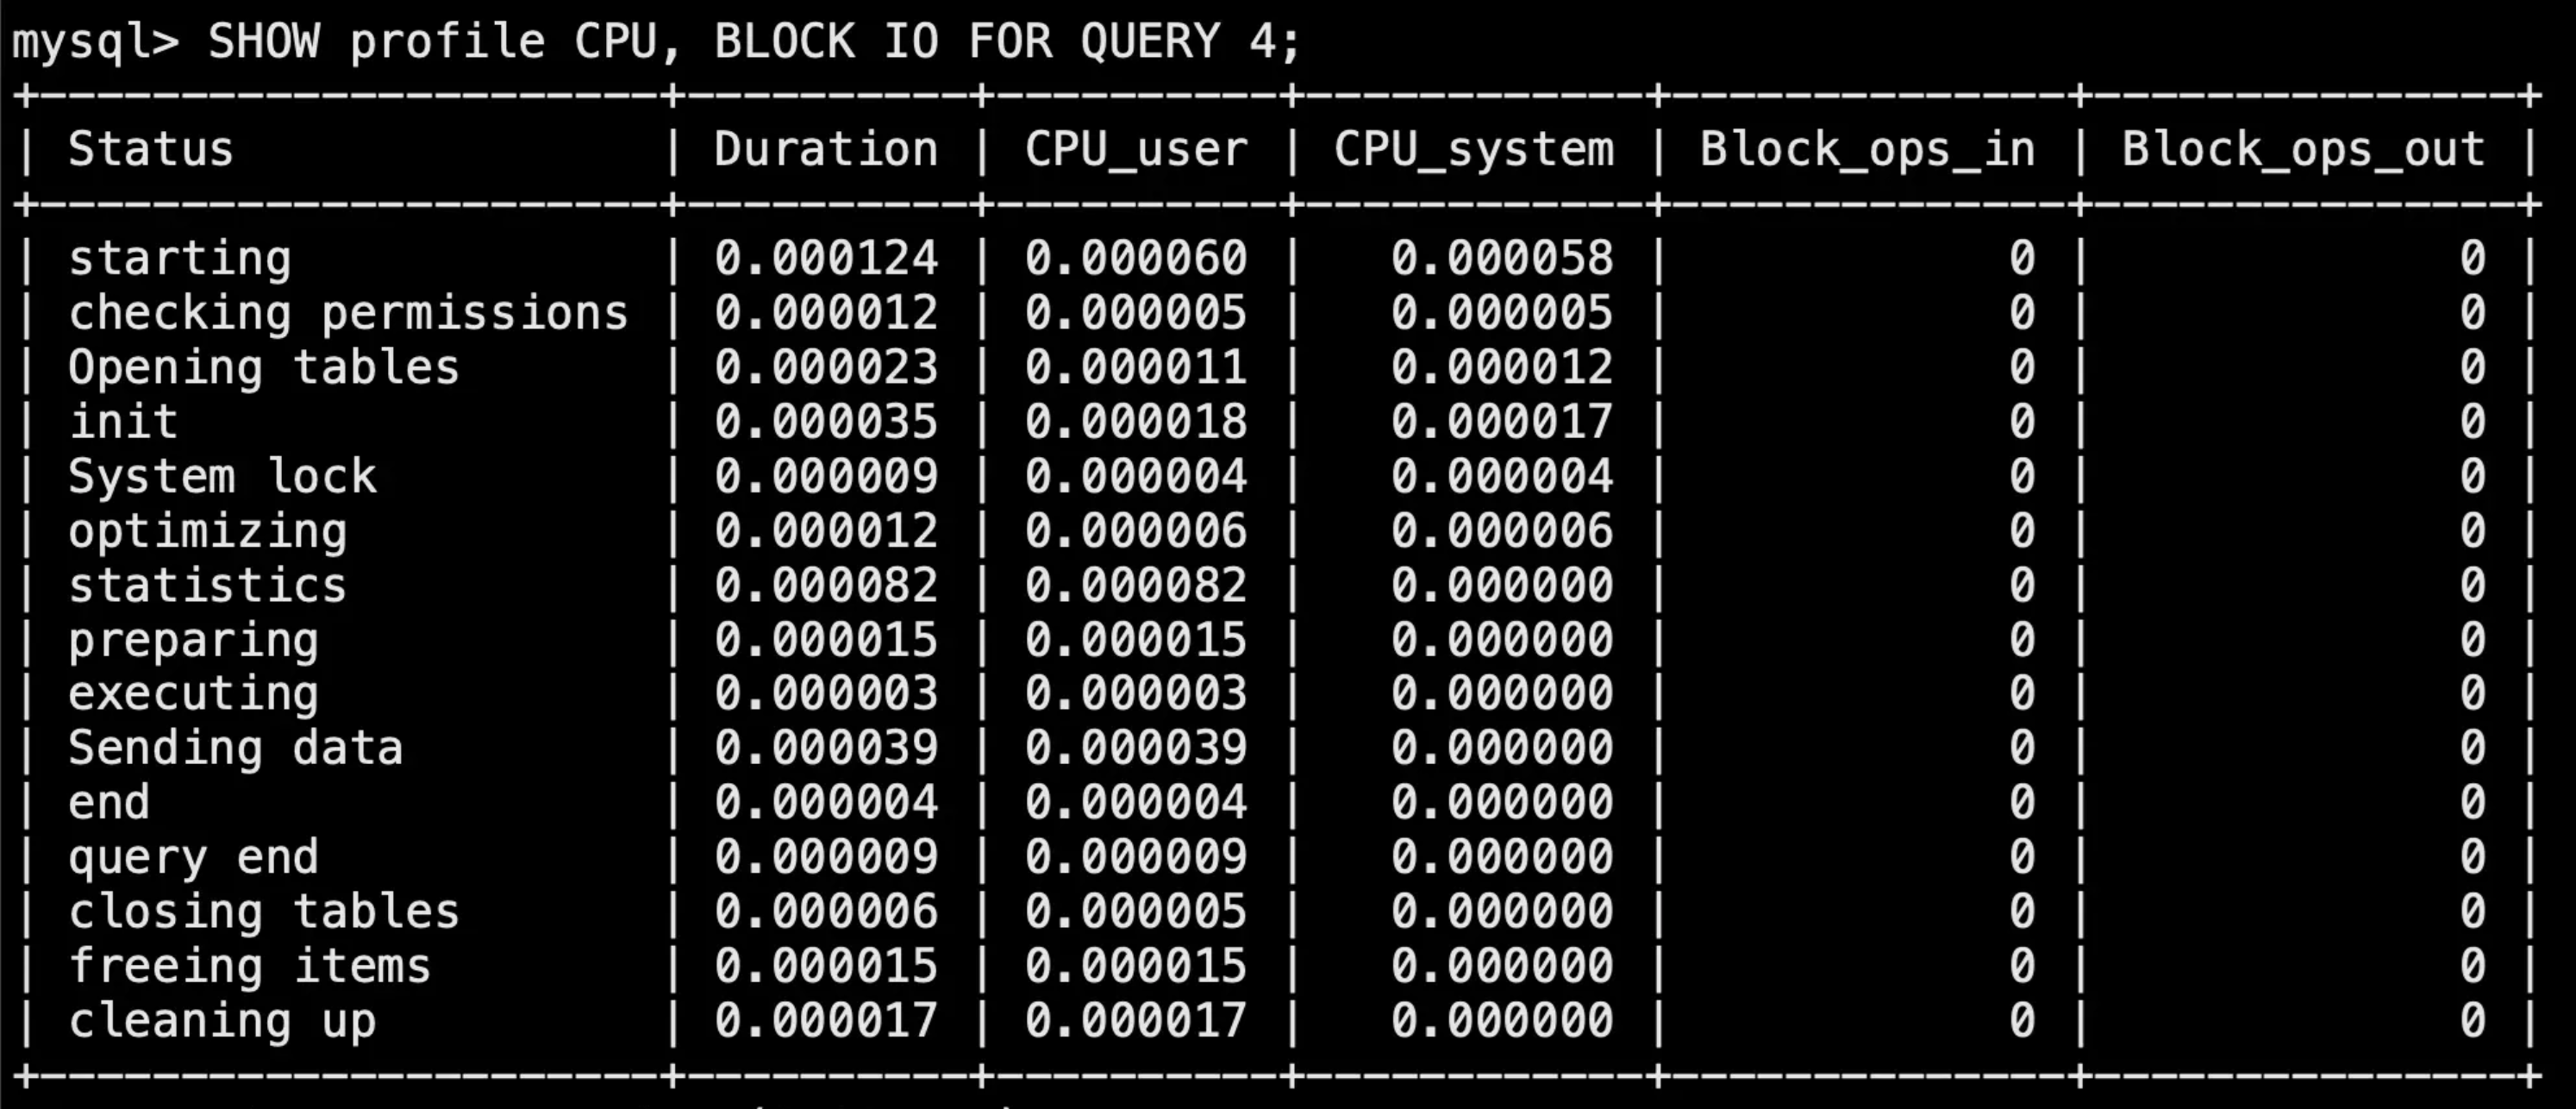 mysql> SHOW profile CPU, BLOCK IO FOR QUERY 4;
+----------------------+----------+----------+------------+--------------+---------------+
| Status               | Duration | CPU_user | CPU_system | Block_ops_in | Block_ops_out |
+----------------------+----------+----------+------------+--------------+---------------+
| starting             | 0.000124 | 0.000060 |   0.000058 |            0 |             0 |
| checking permissions | 0.000012 | 0.000005 |   0.000005 |            0 |             0 |
| Opening tables       | 0.000023 | 0.000011 |   0.000012 |            0 |             0 |
| init                 | 0.000035 | 0.000018 |   0.000017 |            0 |             0 |
| System lock          | 0.000009 | 0.000004 |   0.000004 |            0 |             0 |
| optimizing           | 0.000012 | 0.000006 |   0.000006 |            0 |             0 |
| statistics           | 0.000082 | 0.000082 |   0.000000 |            0 |             0 |
| preparing            | 0.000015 | 0.000015 |   0.000000 |            0 |             0 |
| executing            | 0.000003 | 0.000003 |   0.000000 |            0 |             0 |
| Sending data         | 0.000039 | 0.000039 |   0.000000 |            0 |             0 |
| end                  | 0.000004 | 0.000004 |   0.000000 |            0 |             0 |
| query end            | 0.000009 | 0.000009 |   0.000000 |            0 |             0 |
| closing tables       | 0.000006 | 0.000005 |   0.000000 |            0 |             0 |
| freeing items        | 0.000015 | 0.000015 |   0.000000 |            0 |             0 |
| cleaning up          | 0.000017 | 0.000017 |   0.000000 |            0 |             0 |
+----------------------+----------+----------+------------+--------------+---------------+